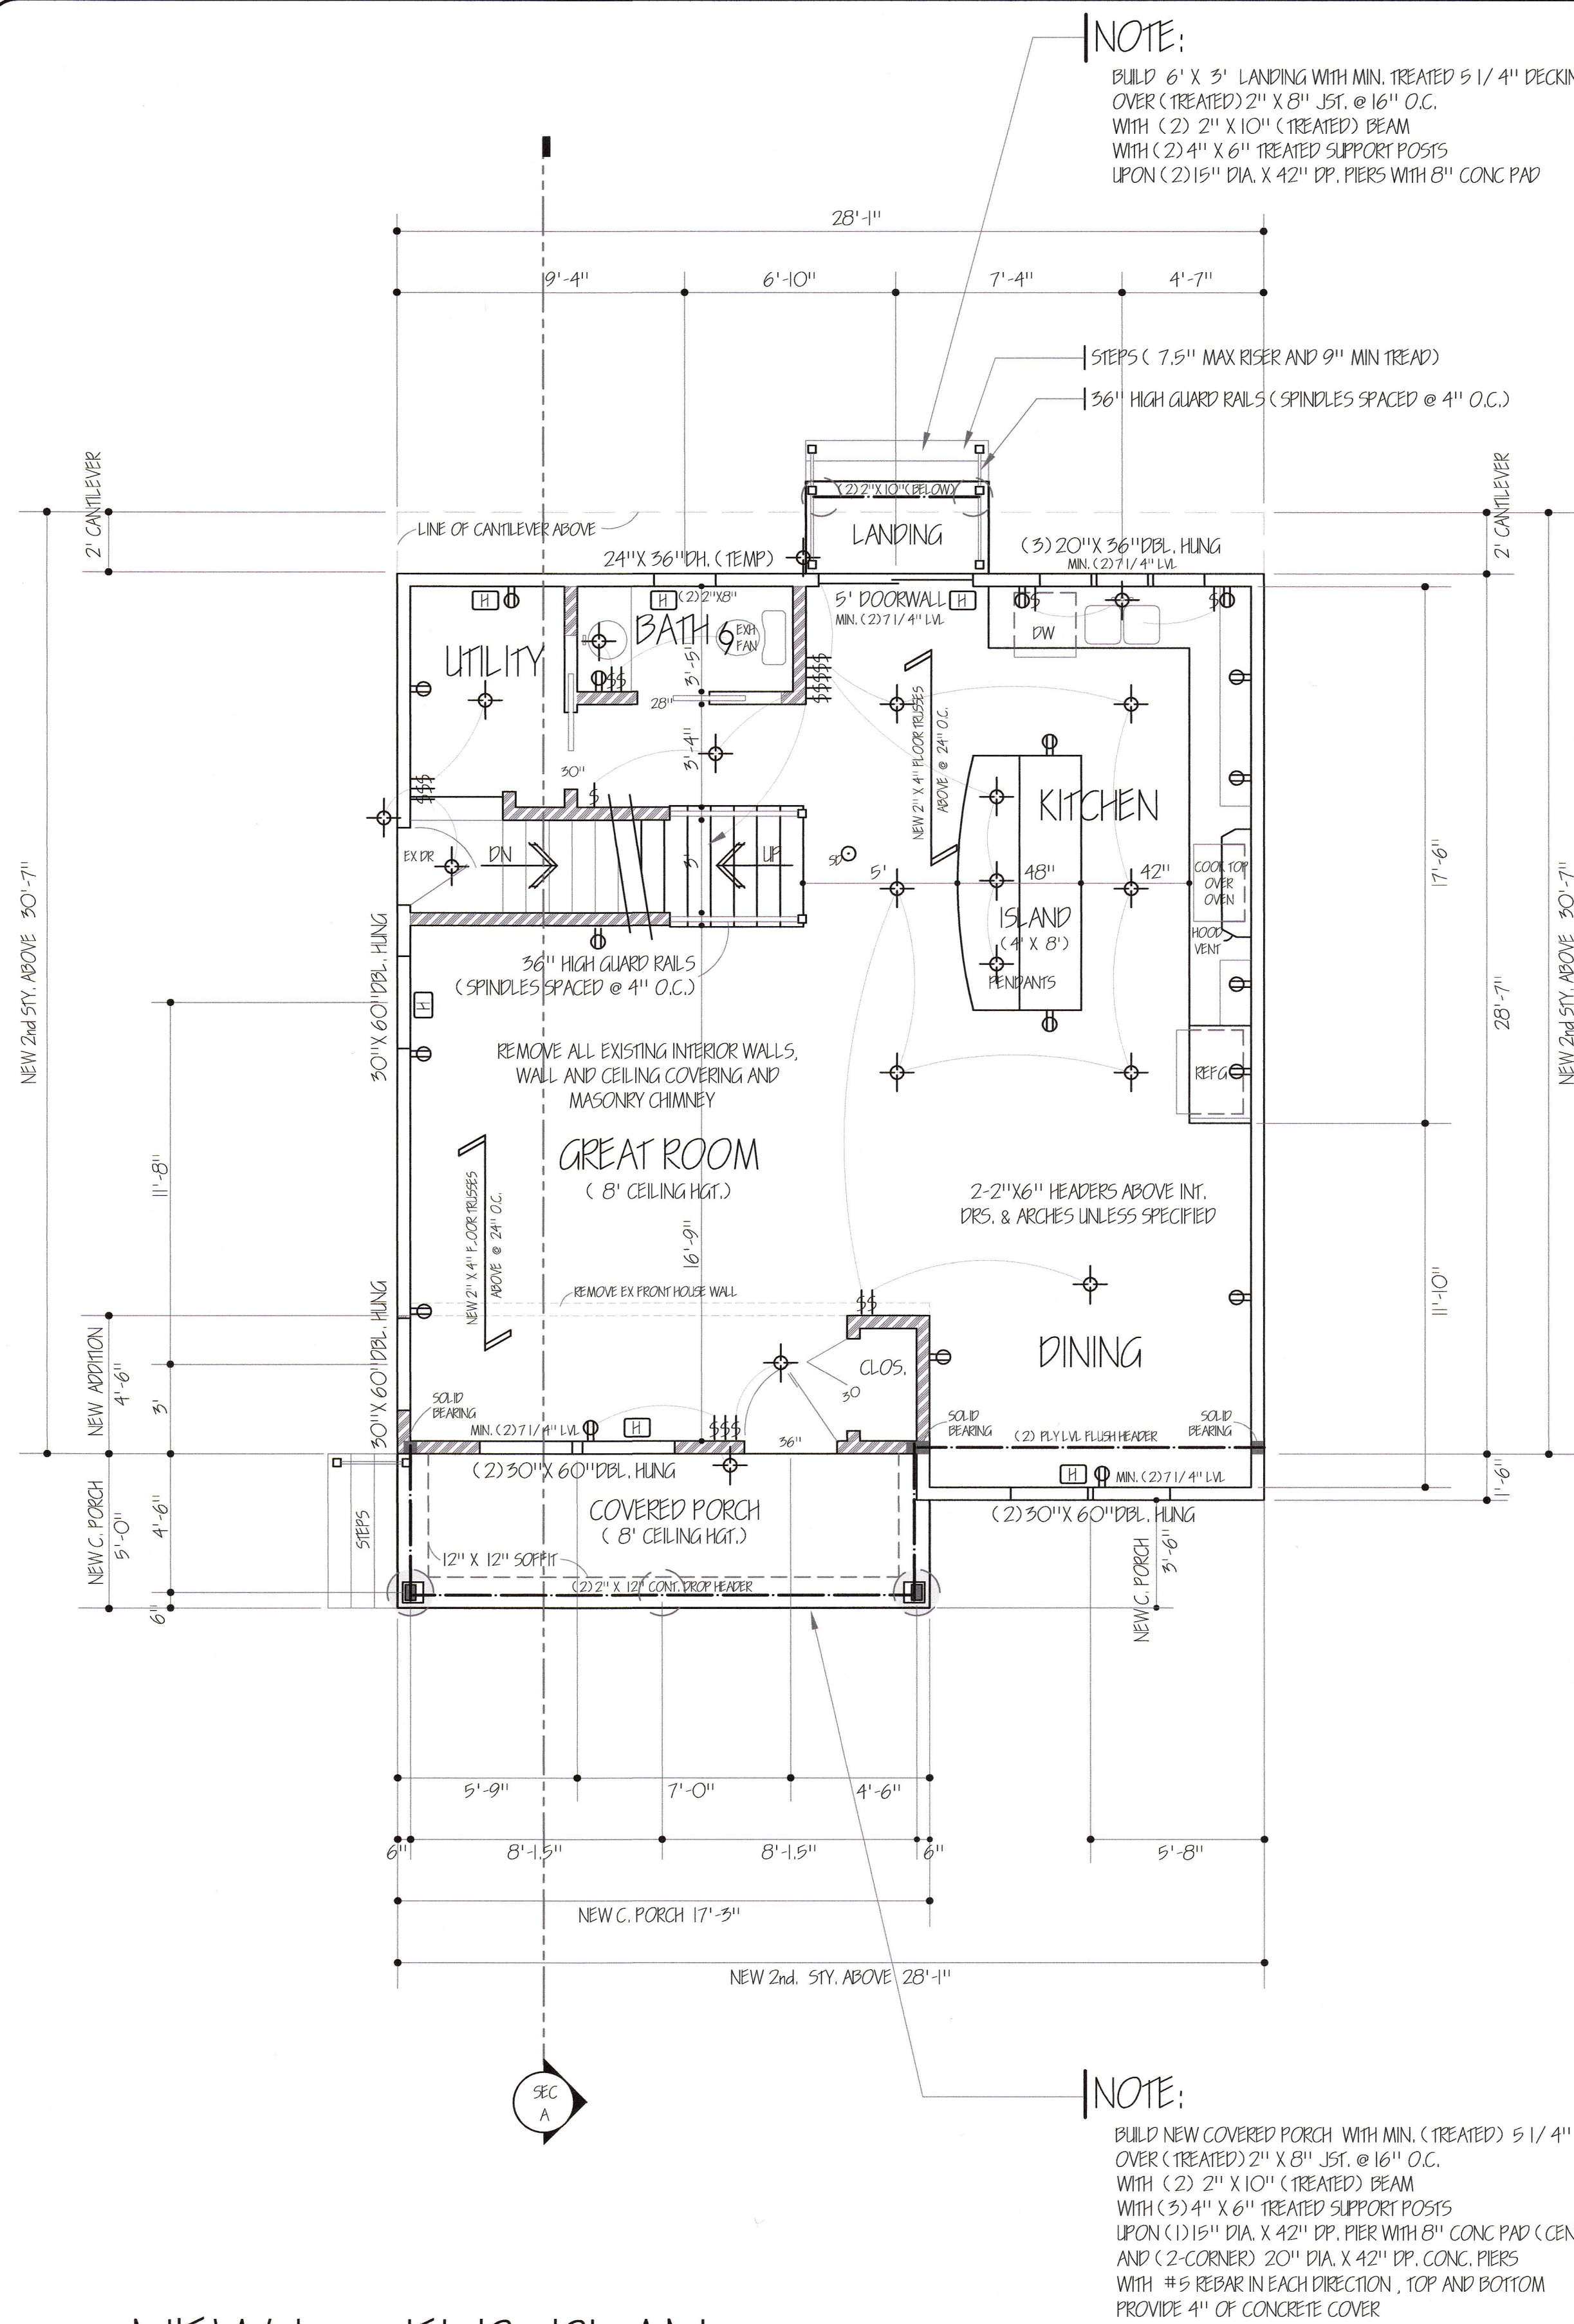 NOTE:
BUILD 6' X 3' LANDING WITH MIN. TREATED 5 1/4" DECKIN
OVER (TREATED) 2" X 8" JST. @ 16" O.C.
WITH (2) 2" X 10" (TREATED) BEAM
WITH (2) 4" X 6" TREATED SUPPORT POSTS
UPON (2) 15" DIA. X 42" DP. PIERS WITH 8" CONC PAD
28'-1"
9'-4"
6'-10"
7'-4"
4'-7"
STEPS ( 7.5" MAX RISER AND 9" MIN TREAD)
36" HIGH GUARD RAILS (SPINDLES SPACED @ 4" O.C.)
2' CANTILEVER
2' CANTILEVER
LINE OF CANTILEVER ABOVE
(2) 2" X 10" (BELOW)
LANDING
24" X 36" DH. (TEMP)
(3) 20" X 36" DBL. HUNG
MIN. (2) 7 1/4" LVL
H
H
(2) 2"X8"
5' DOORWALL
H
MIN. (2) 7 1/4" LVL
$
$
DW
BATH
EXH
FAN
UTILITY
3'-5"
$$
28"
$$$$
NEW 2" X 4" FLOOR TRUSSES
ABOVE @ 24" O.C.
3'-4"
30"
$
$$$
KITCHEN
EX DR
DN
3'
UP
SD
5'
48"
42"
COOK TOP
OVER
OVEN
ISLAND
(4' X 8')
PENDANTS
HOOD
VENT
17'-6"
NEW 2nd STY. ABOVE 30'-7"
28'-7"
NEW 2nd STY. ABOVE 30'-7"
30" X 60" DBL. HUNG
H
36" HIGH GUARD RAILS
(SPINDLES SPACED @ 4" O.C.)
REMOVE ALL EXISTING INTERIOR WALLS,
WALL AND CEILING COVERING AND
MASONRY CHIMNEY
REFG
GREAT ROOM
( 8' CEILING HGT.)
11'-8"
NEW 2" X 4" FLOOR TRUSSES
ABOVE @ 24" O.C.
16'-9"
2-2"X6" HEADERS ABOVE INT.
DRS. & ARCHES UNLESS SPECIFIED
REMOVE EX FRONT HOUSE WALL
$$
11'-10"
30" X 60" DBL. HUNG
NEW ADDITION
4'-6"
3'
CLOS.
30
DINING
SOLID
BEARING
MIN. (2) 7 1/4" LVL
H
$$$
36"
SOLID
BEARING
(2) PLY LVL FLUSH HEADER
SOLID
BEARING
(2) 30" X 60" DBL. HUNG
H
MIN. (2) 7 1/4" LVL
1'-6"
NEW C. PORCH
5'-0"
4'-6"
STEPS
COVERED PORCH
( 8' CEILING HGT.)
(2) 30" X 60" DBL. HUNG
12" X 12" SOFFIT
(2) 2" X 12" CONT. DROP HEADER
NEW C. PORCH
3'-6"
6"
5'-9"
7'-0"
4'-6"
6"
8'-1.5"
8'-1.5"
6"
5'-8"
NEW C. PORCH 17'-3"
NEW 2nd. STY. ABOVE 28'-1"
SEC
A
NOTE:
BUILD NEW COVERED PORCH WITH MIN. (TREATED) 5 1/4"
OVER (TREATED) 2" X 8" JST. @ 16" O.C.
WITH (2) 2" X 10" (TREATED) BEAM
WITH (3) 4" X 6" TREATED SUPPORT POSTS
UPON (1) 15" DIA. X 42" DP. PIER WITH 8" CONC PAD (CEN
AND (2-CORNER) 20" DIA. X 42" DP. CONC. PIERS
WITH #5 REBAR IN EACH DIRECTION , TOP AND BOTTOM
PROVIDE 4" OF CONCRETE COVER